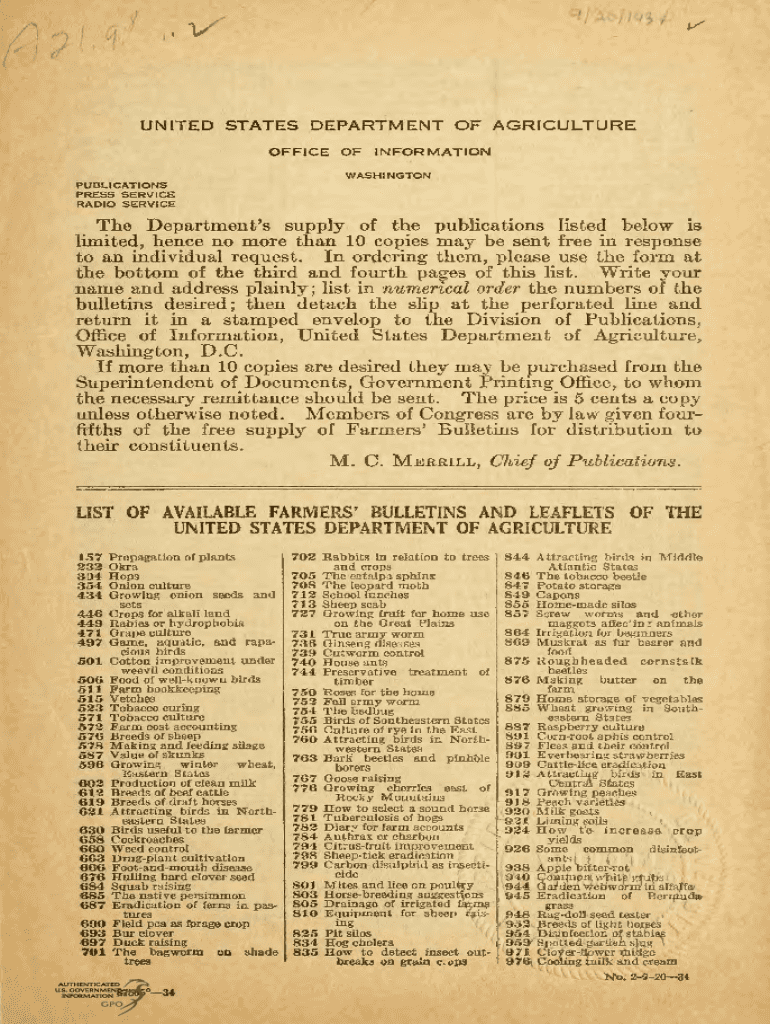 A21.9
9/20/1934
UNITED STATES DEPARTMENT OF AGRICULTURE
OFFICE OF INFORMATION
WASHINGTON
PUBLICATIONS
PRESS SERVICE
RADIO SERVICE
The Department's supply of the publications listed below is
limited, hence no more than 10 copies may be sent free in response
to an individual request. In ordering them, please use the form at
the bottom of the third and fourth pages of this list. Write your
name and address plainly; list in numerical order the numbers of the
bulletins desired; then detach the slip at the perforated line and
return it in a stamped envelop to the Division of Publications,
Office of Information, United States Department of Agriculture,
Washington, D.C.
If more than 10 copies are desired they may be purchased from the
Superintendent of Documents, Government Printing Office, to whom
the necessary remittance should be sent. The price is 5 cents a copy
unless otherwise noted. Members of Congress are by law given four-
fifths of the free supply of Farmers' Bulletins for distribution to
their constituents.
M. C. MERRILL, Chief of Publications.
LIST OF AVAILABLE FARMERS' BULLETINS AND LEAFLETS OF THE
UNITED STATES DEPARTMENT OF AGRICULTURE
157 Propagation of plants
232 Okra
304 Hops
354 Onion culture
434 Growing onion seeds and
sets
446 Crops for alkali land
449 Rabies or hydrophobia
471 Grape culture
497 Game, aquatic, and rapa-
cious birds
501 Cotton improvement under
weevil conditions
506 Food of well-known birds
511 Farm bookkeeping
515 Vetches
523 Tobacco curing
571 Tobacco culture
572 Farm cost accounting
576 Breeds of sheep
578 Making and feeding silage
587 Value of skunks
596 Growing winter wheat,
Eastern States
602 Production of clean milk
612 Breeds of beef cattle
619 Breeds of draft horses
621 Attracting birds in North-
eastern States
630 Birds useful to the farmer
658 Cockroaches
660 Weed control
663 Drug-plant cultivation
666 Foot-and-mouth disease
676 Hulling hard clover seed
684 Squab raising
685 The native persimmon
687 Eradication of ferns in pas-
tures
690 Field pea as forage crop
693 Bur clover
697 Duck raising
701 The bagworm on shade
trees
702 Rabbits in relation to trees
and crops
705 The catalpa sphinx
708 The leopard moth
712 School lunches
713 Sheep scab
727 Growing fruit for home use
on the Great Plains
731 True army worm
736 Ginseng diseases
739 Cutworm control
740 House ants
744 Preservative treatment of
timber
750 Roses for the home
752 Fall army worm
754 The bedbug
755 Birds of Southeastern States
756 Culture of rye in the East
760 Attracting birds in North-
western States
763 Bark beetles and pinhole
borers
767 Goose raising
776 Growing cherries east of
Rocky Mountains
779 How to select a sound horse
781 Tuberculosis of hogs
782 Diary for farm accounts
784 Anthrax or charbon
794 Citrus-fruit improvement
798 Sheep-tick eradication
799 Carbon disulphid as insecti-
cide
801 Mites and lice on poultry
803 Horse-breeding suggestions
805 Drainage of irrigated farms
810 Equipment for sheep rais-
ing
825 Pit silos
834 Hog cholera
835 How to detect insect out-
breaks on grain crops
844 Attracting birds in Middle
Atlantic States
846 The tobacco beetle
847 Potato storage
849 Capons
855 Home-made silos
857 Screw worms and other
maggots affecting animals
864 Irrigation for beginners
869 Muskrat as fur bearer and
food
875 Roughheaded cornstalk
beetles
876 Making butter on the
farm
879 Home storage of vegetables
885 Wheat growing in South-
eastern States
887 Raspberry culture
891 Corn-root aphis control
897 Fleas and their control
901 Everbearing strawberries
909 Cattle-lice eradication
912 Attracting birds in East
Central States
917 Growing peaches
918 Peach varieties
920 Milk goats
921 Liming soils
924 How to increase crop
yields
926 Some common disinfect-
ants
938 Apple bitter-rot
940 Common white grubs
944 Garden webworm in alfalfa
945 Eradication of Bermuda
grass
948 Rag-doll seed tester
952 Breeds of light horses
954 Disinfection of stables
959 Spotted garden slug
971 Clover-flower midge
976 Cooling milk and cream
No. 2-9-20—34
AUTHENTICATED
U.S. GOVERNMENT
INFORMATION
GPO
—34